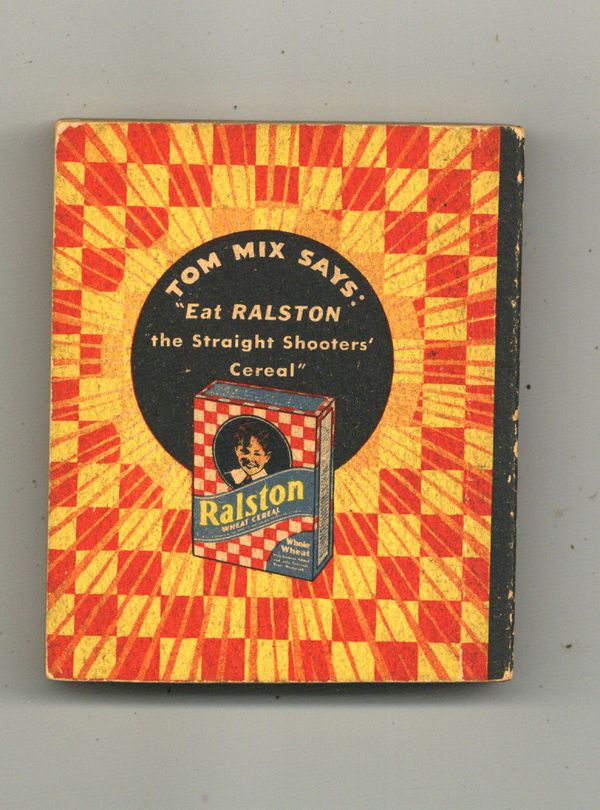 TOM MIX SAYS:
"Eat RALSTON
the Straight Shooters'
Cereal"
Ralston
WHEAT CEREAL
Whole
Wheat